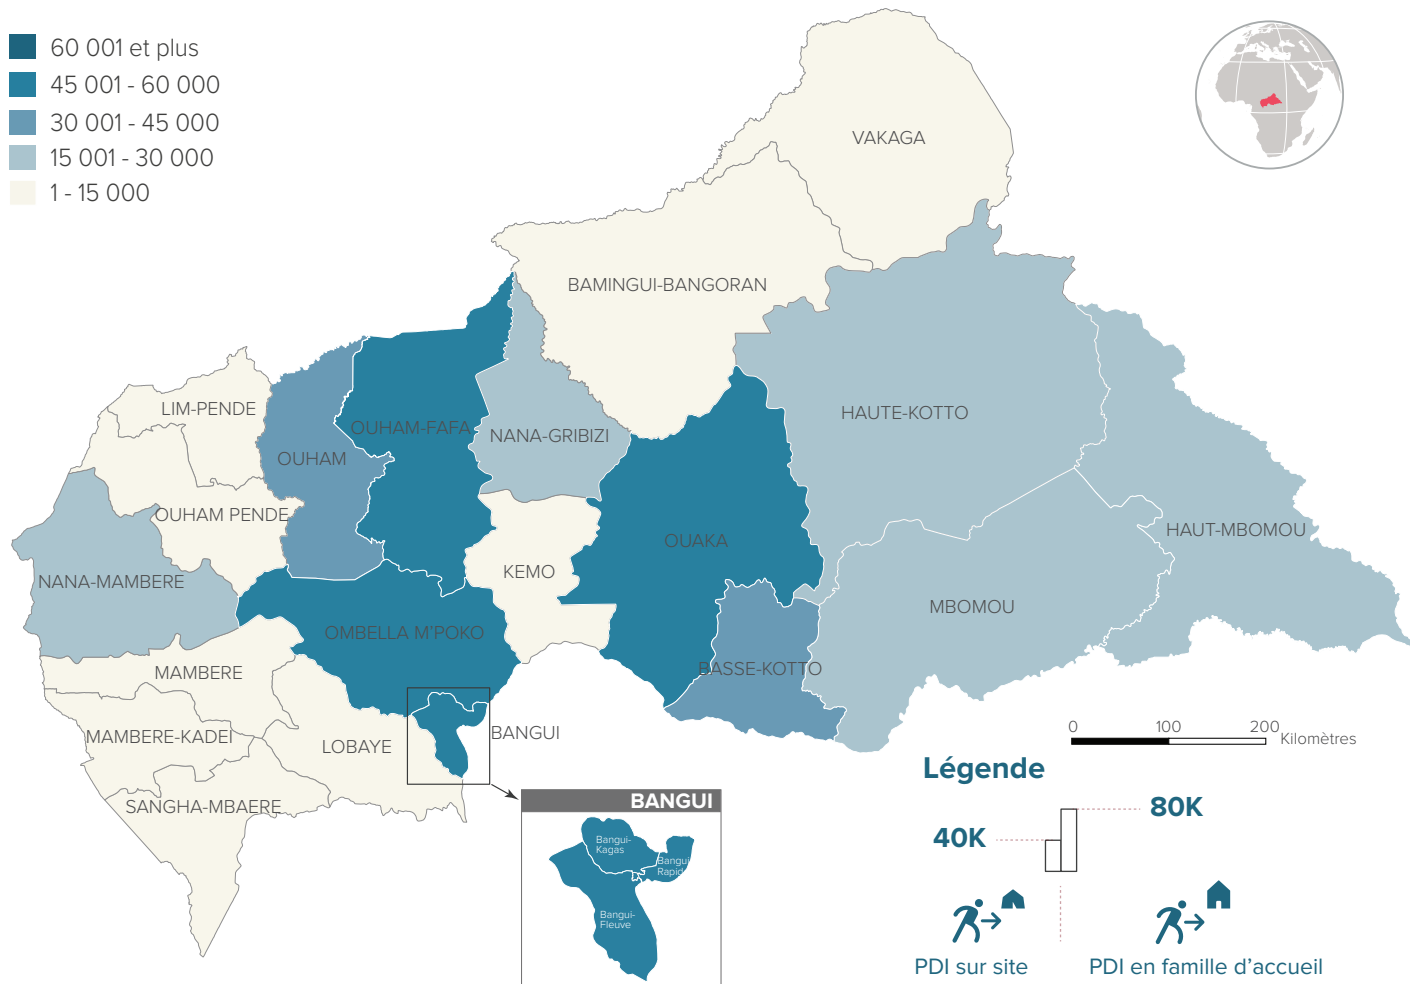 60 001 et plus
45 001 - 60 000
30 001 - 45 000
15 001 - 30 000
1 - 15 000
VAKAGA
BAMINGUI-BANGORAN
LIM-PENDE
OUHAM-FAFA
NANA-GRIBIZI
HAUTE-KOTTO
OUHAM
OUHAM PENDE
OUAKA
HAUT-MBOMOU
NANA-MAMBERE
KEMO
MBOMOU
OMBELLA M'POKO
BASSE-KOTTO
MAMBERE
MAMBERE-KADEI
LOBAYE
BANGUI
SANGHA-MBAERE
0 100 200
Kilomètres
BANGUI
Bangui-
Kagas
Bangui
Rapid
Bangui-
Fleuve
Légende
80K
40K
PDI sur site
PDI en famille d'accueil